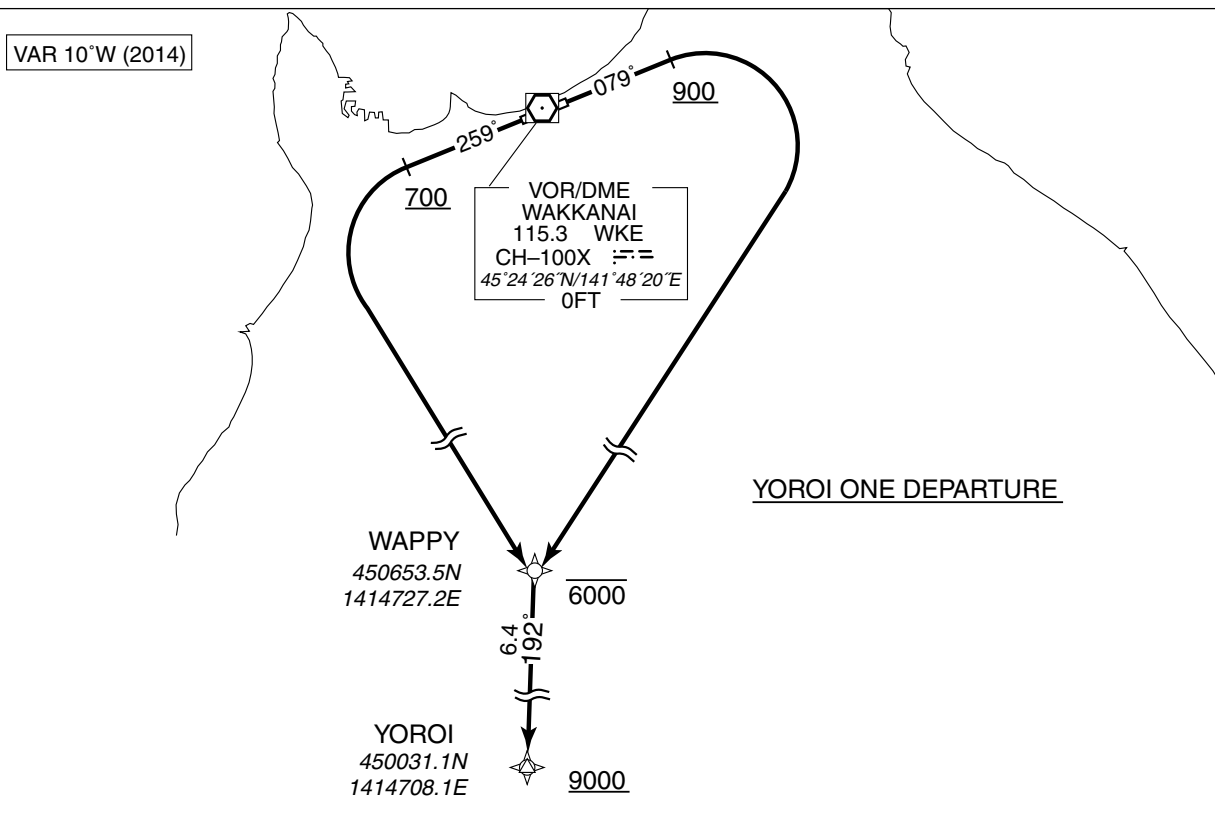 VAR 10˚W (2014)
079˚
900
259˚
700
VOR/DME
WAKKANAI
115.3 WKE
CH–100X
45˚24´26˝N/141˚48´20˝E
0FT
YOROI ONE DEPARTURE
WAPPY
450653.5N
1414727.2E
6000
6.4
192˚
YOROI
450031.1N
1414708.1E
9000